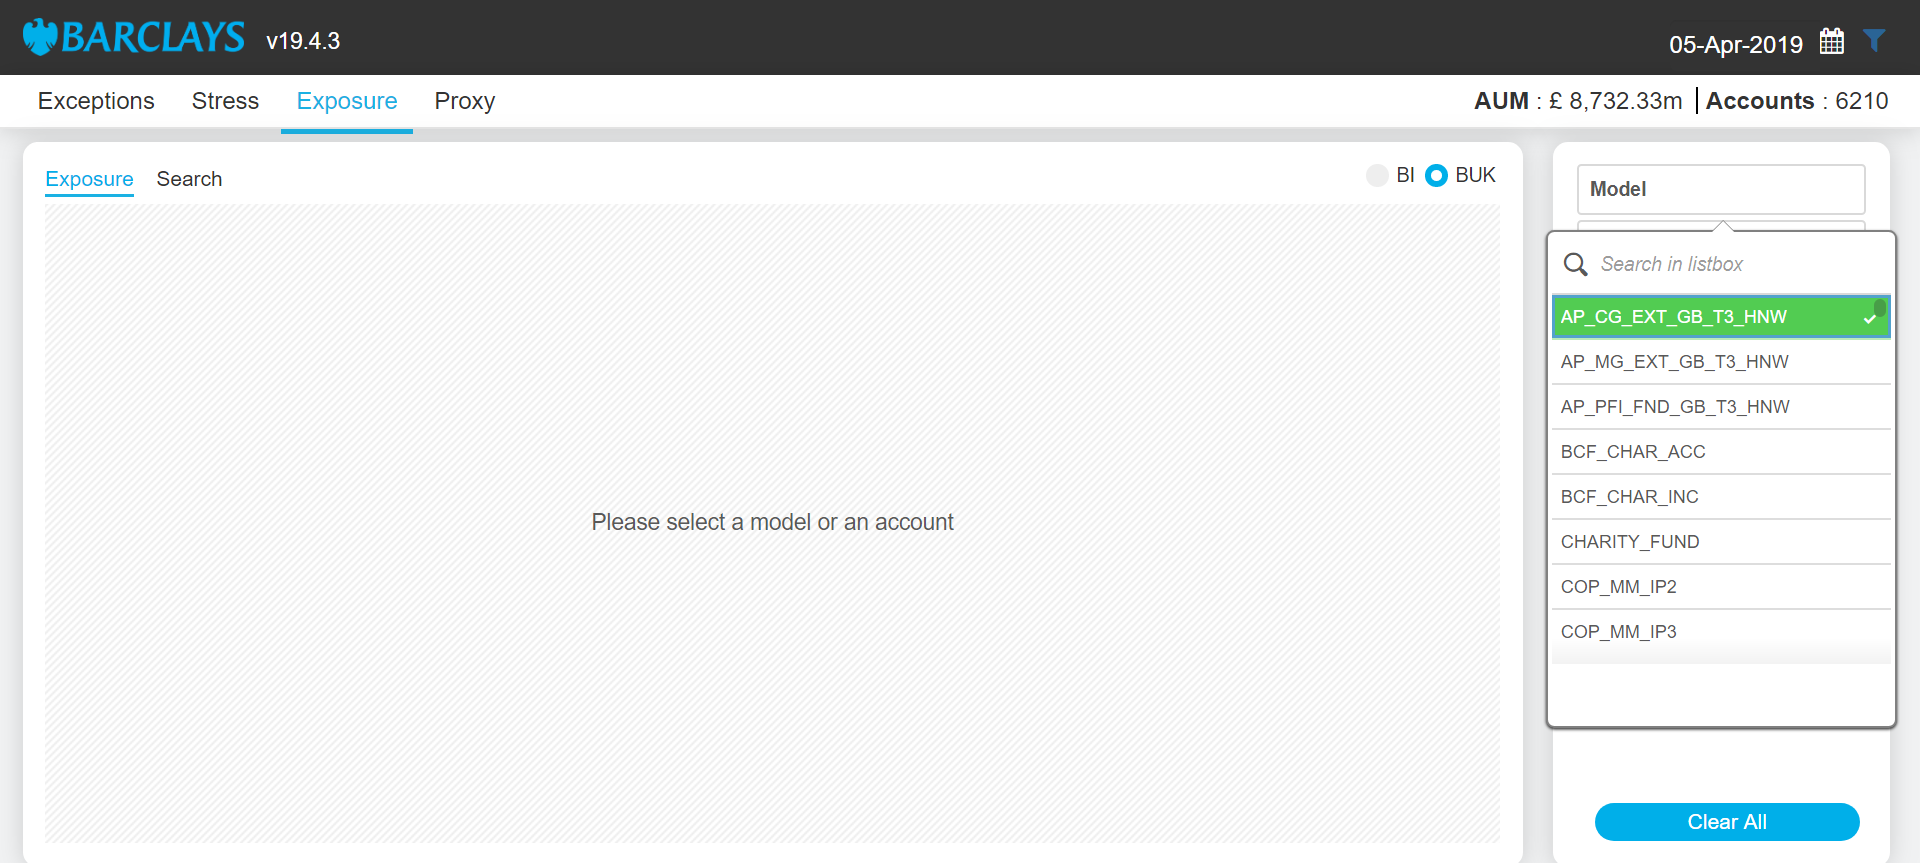 BARCLAYS v19.4.3
05-Apr-2019
Exceptions Stress Exposure Proxy
AUM : £ 8,732.33m Accounts : 6210
Exposure Search
BI BUK
Please select a model or an account
Model
Search in listbox
AP_CG_EXT_GB_T3_HNW
AP_MG_EXT_GB_T3_HNW
AP_PFI_FND_GB_T3_HNW
BCF_CHAR_ACC
BCF_CHAR_INC
CHARITY_FUND
COP_MM_IP2
COP_MM_IP3
Clear All